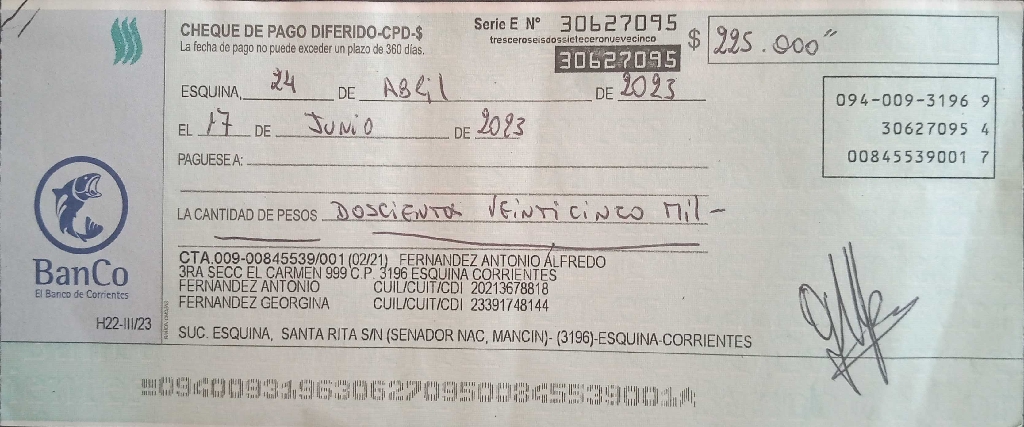 CHEQUE DE PAGO DIFERIDO-CPD-$
La fecha de pago no puede exceder un plazo de 360 días.
Serie E Nº 30627095
tresceroseisdossieteceronuevecinco
30627095
$ 225.000"
ESQUINA, 24 DE ABRIL DE 2023
094-009-3196 9
30627095 4
00845539001 7
EL 17 DE JUNIO DE 2023
PAGUESE A:
LA CANTIDAD DE PESOS DOSCIENTOS VEINTICINCO MIL -
BanCo
El Banco de Corrientes
H22-III/23
CTA.009-00845539/001 (02/21) FERNANDEZ ANTONIO ALFREDO
3RA SECC EL CARMEN 999 C.P. 3196 ESQUINA CORRIENTES
FERNANDEZ ANTONIO CUIL/CUIT/CDI 20213678818
FERNANDEZ GEORGINA CUIL/CUIT/CDI 23391748144
SUC. ESQUINA, SANTA RITA S/N (SENADOR NAC, MANCIN)- (3196)-ESQUINA-CORRIENTES
09400931963062709500845539001